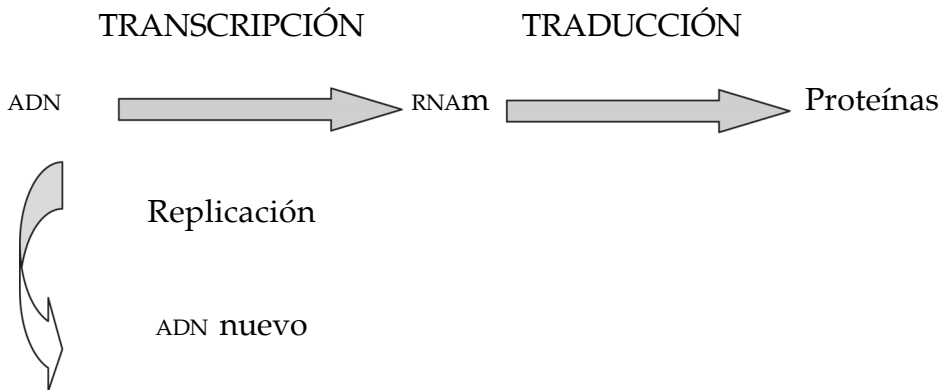 TRANSCRIPCIÓN TRADUCCIÓN
ADN RNAm Proteínas
Replicación
ADN nuevo